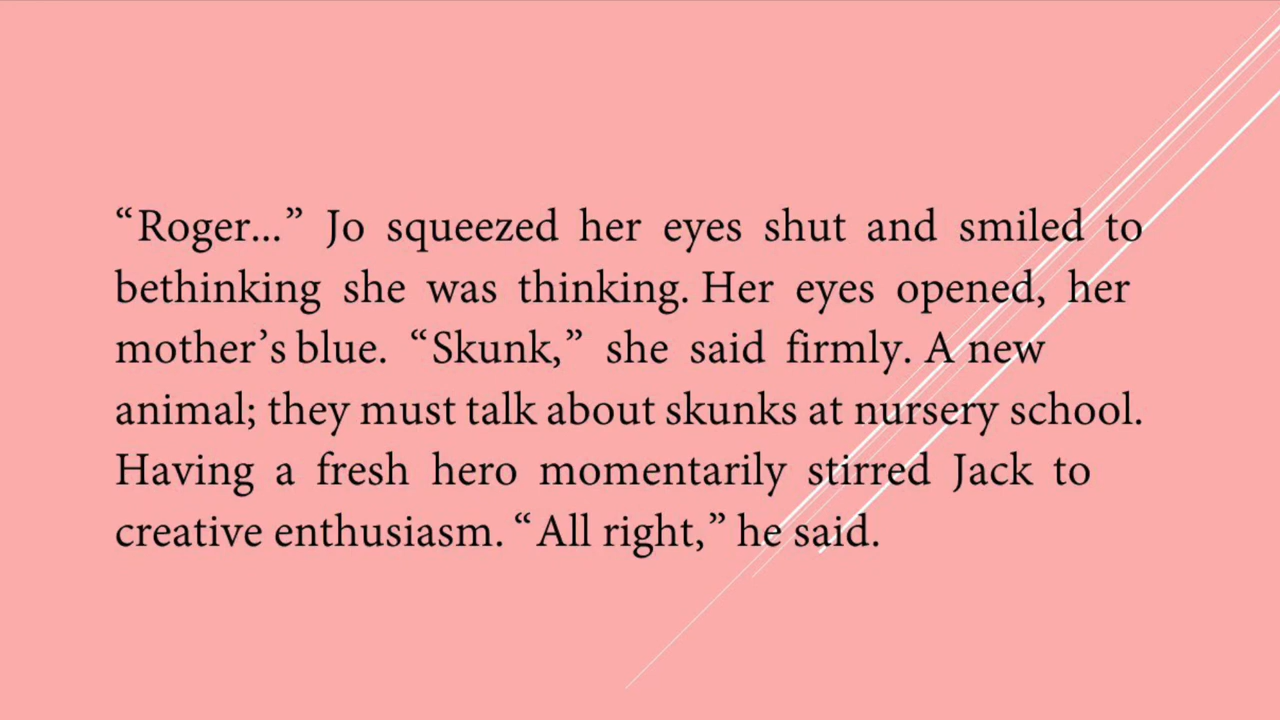 “Roger...” Jo squeezed her eyes shut and smiled to
bethinking she was thinking. Her eyes opened, her
mother’s blue. “Skunk,” she said firmly. A new
animal; they must talk about skunks at nursery school.
Having a fresh hero momentarily stirred Jack to
creative enthusiasm. “All right,” he said.